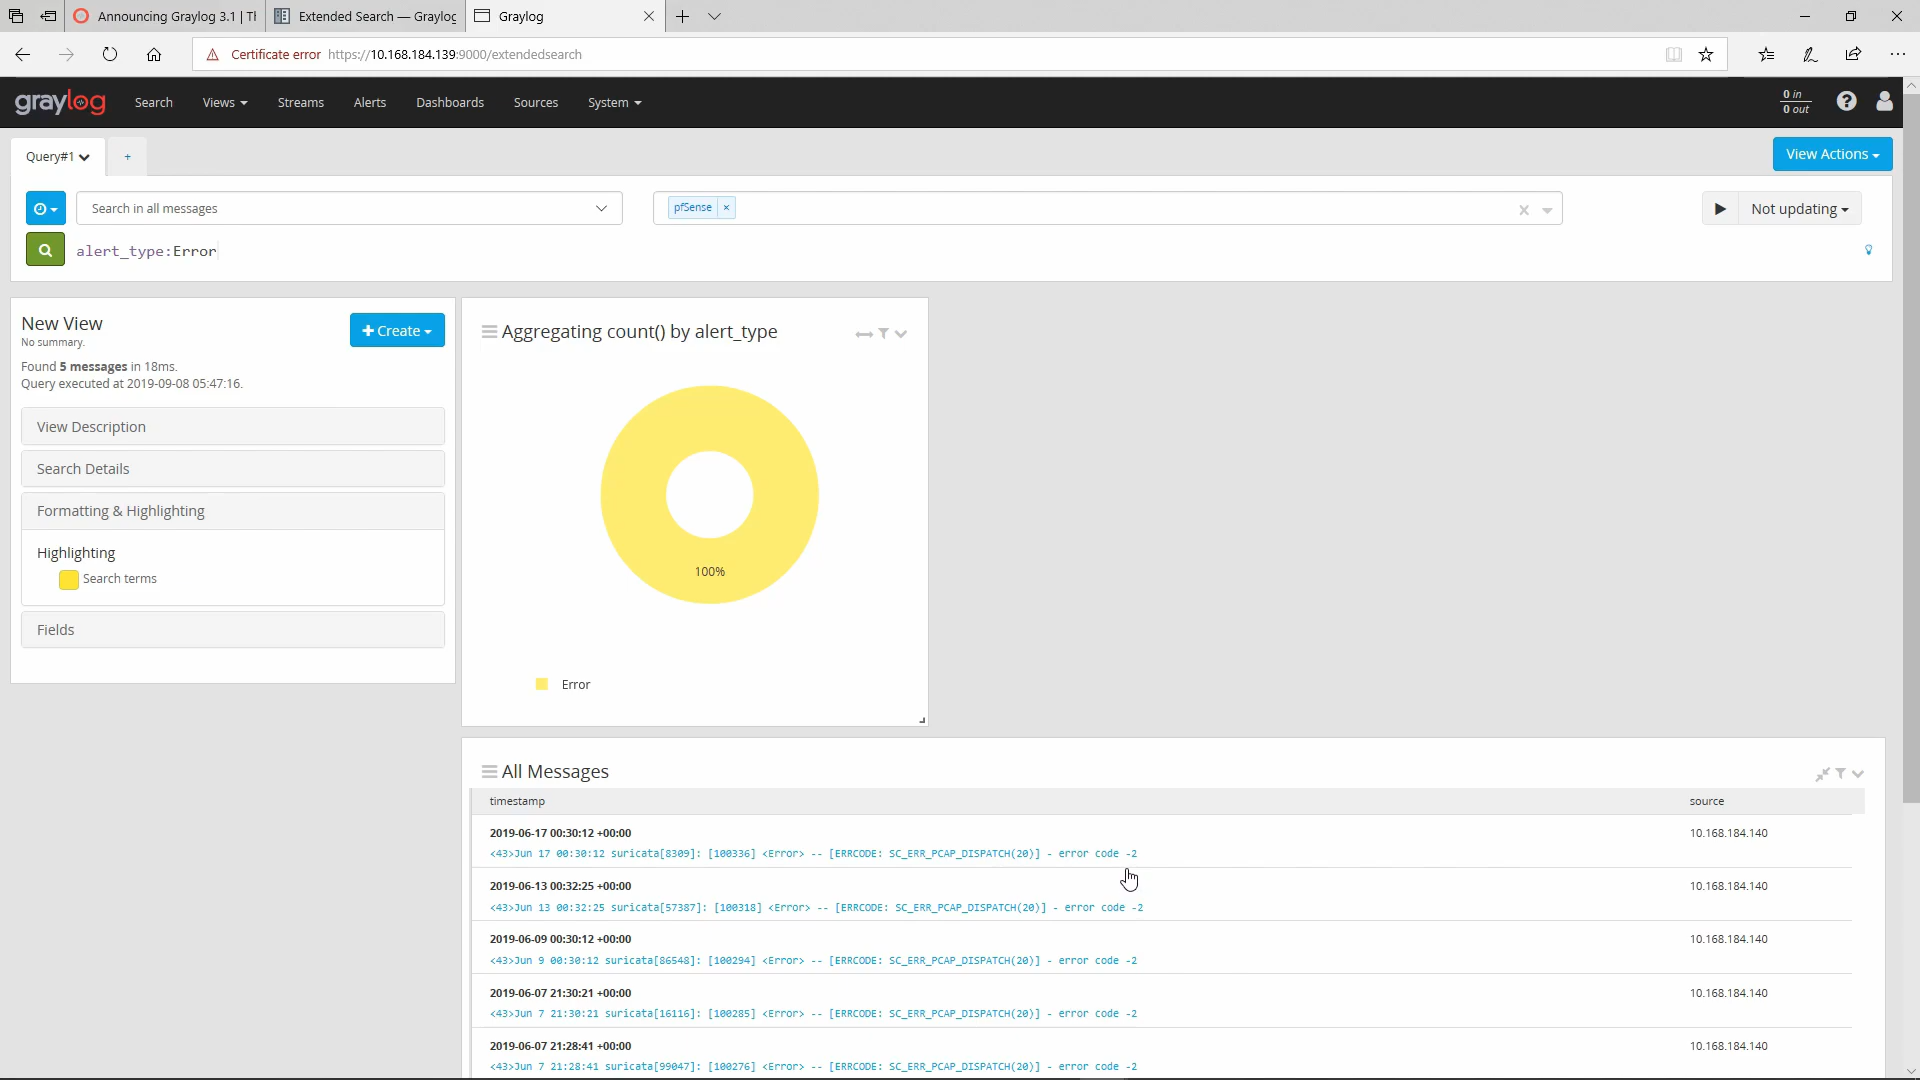 Announcing Graylog 3.1 | Th
Extended Search — Graylog
Graylog
Certificate error https://10.168.184.139:9000/extendedsearch
graylog Search Views Streams Alerts Dashboards Sources System 0 in
0 out
Query#1 + View Actions
Search in all messages pfSense × Not updating
alert_type:Error
New View
No summary.
+ Create
Found 5 messages in 18ms.
Query executed at 2019-09-08 05:47:16.
View Description
Search Details
Formatting & Highlighting
Highlighting
Search terms
Fields
Aggregating count() by alert_type
100%
Error
All Messages
timestamp source
2019-06-17 00:30:12 +00:00 10.168.184.140
<43>Jun 17 00:30:12 suricata[8309]: [100336] <Error> -- [ERRCODE: SC_ERR_PCAP_DISPATCH(20)] - error code -2
2019-06-13 00:32:25 +00:00 10.168.184.140
<43>Jun 13 00:32:25 suricata[57387]: [100318] <Error> -- [ERRCODE: SC_ERR_PCAP_DISPATCH(20)] - error code -2
2019-06-09 00:30:12 +00:00 10.168.184.140
<43>Jun 9 00:30:12 suricata[86548]: [100294] <Error> -- [ERRCODE: SC_ERR_PCAP_DISPATCH(20)] - error code -2
2019-06-07 21:30:21 +00:00 10.168.184.140
<43>Jun 7 21:30:21 suricata[16116]: [100285] <Error> -- [ERRCODE: SC_ERR_PCAP_DISPATCH(20)] - error code -2
2019-06-07 21:28:41 +00:00 10.168.184.140
<43>Jun 7 21:28:41 suricata[99047]: [100276] <Error> -- [ERRCODE: SC_ERR_PCAP_DISPATCH(20)] - error code -2